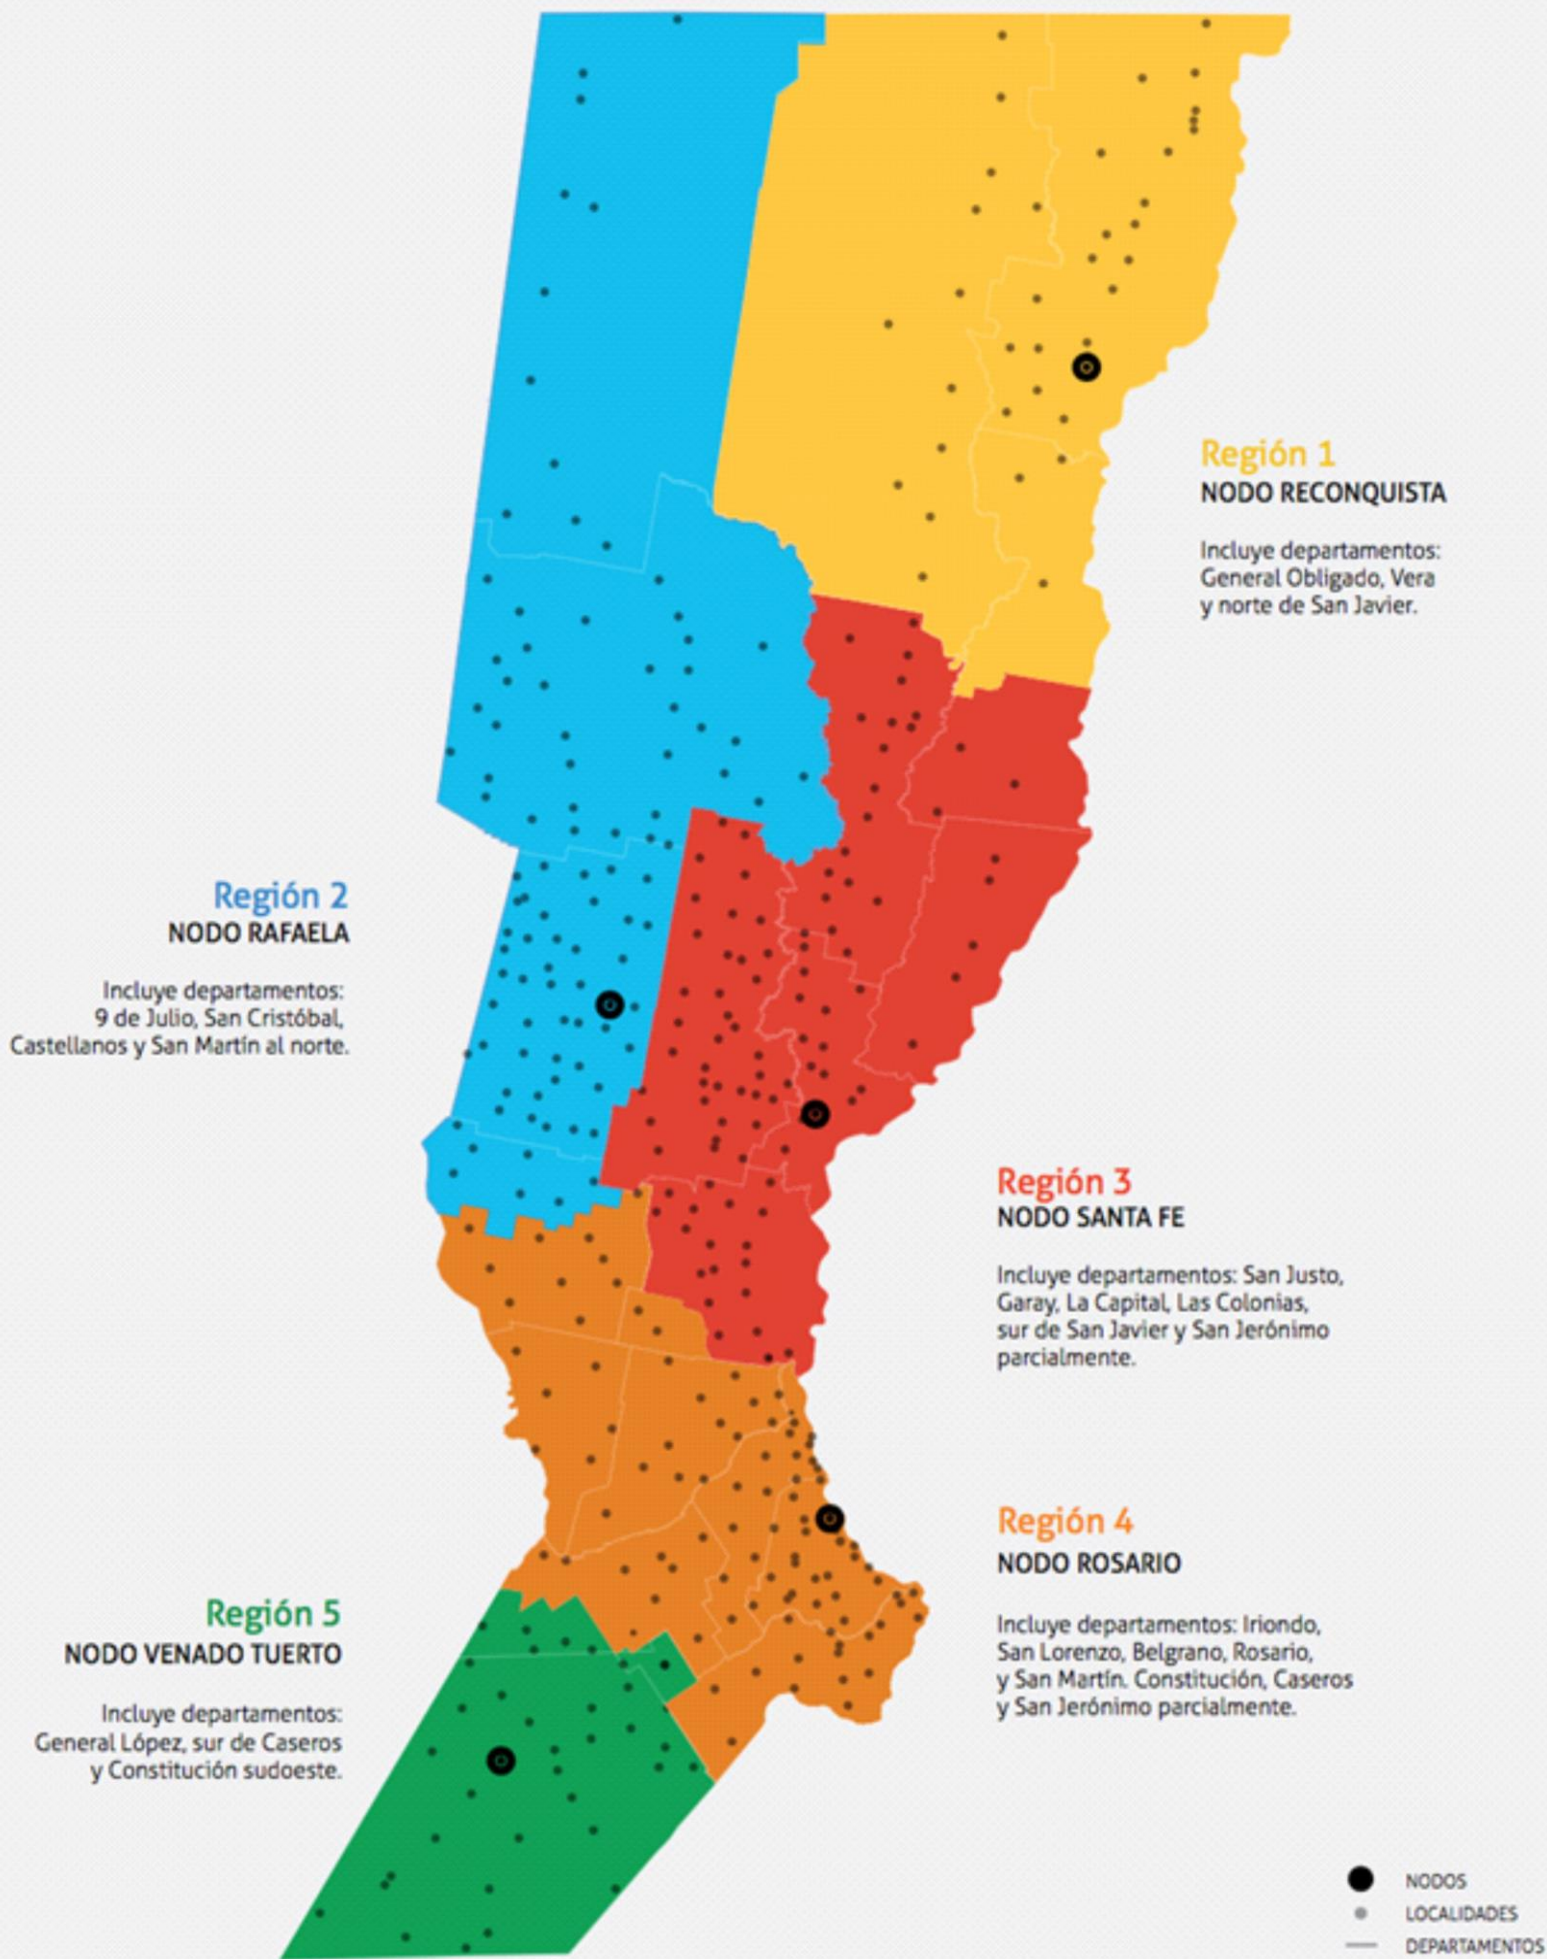 Región 1
NODO RECONQUISTA
Incluye departamentos:
General Obligado, Vera
y norte de San Javier.
Región 2
NODO RAFAELA
Incluye departamentos:
9 de Julio, San Cristóbal,
Castellanos y San Martín al norte.
Región 3
NODO SANTA FE
Incluye departamentos: San Justo,
Garay, La Capital, Las Colonias,
sur de San Javier y San Jerónimo
parcialmente.
Región 4
NODO ROSARIO
Incluye departamentos: Iriondo,
San Lorenzo, Belgrano, Rosario,
y San Martín. Constitución, Caseros
y San Jerónimo parcialmente.
Región 5
NODO VENADO TUERTO
Incluye departamentos:
General López, sur de Caseros
y Constitución sudoeste.
NODOS
LOCALIDADES
DEPARTAMENTOS